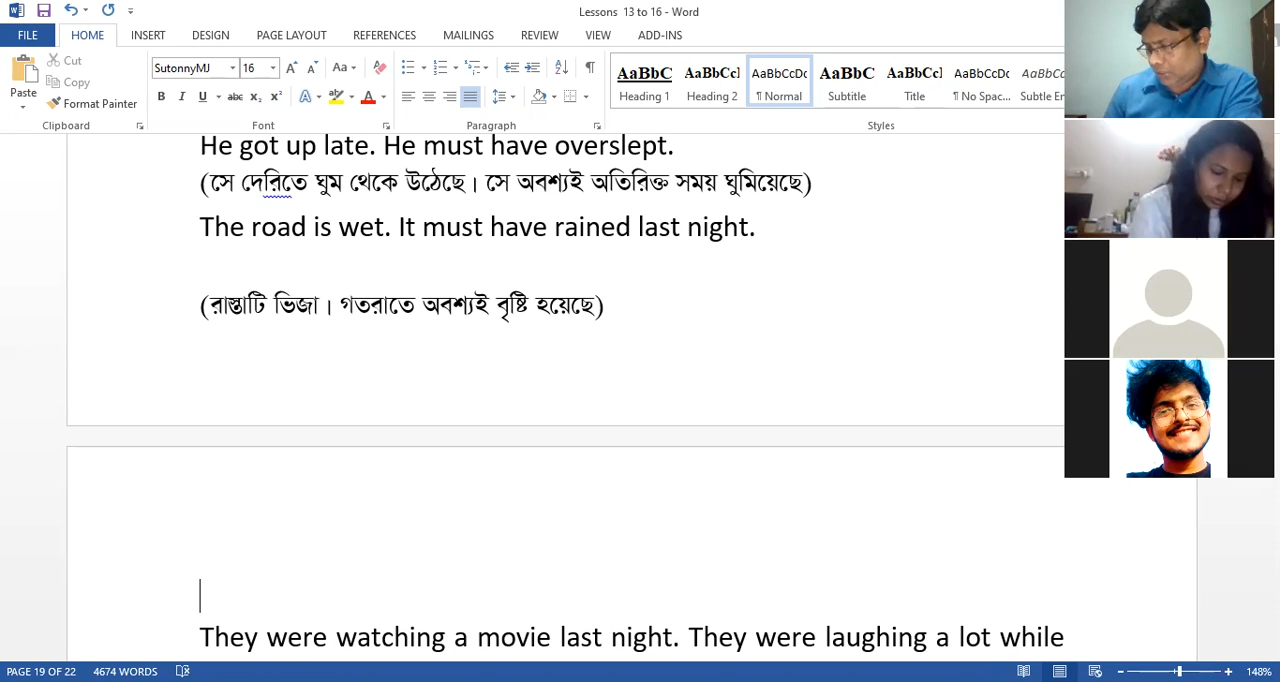 Lessons 13 to 16 - Word
FILE HOME INSERT DESIGN PAGE LAYOUT REFERENCES MAILINGS REVIEW VIEW ADD-INS
Cut
Copy
Format Painter
Paste
SutonnyMJ 16
AaBbC AaBbCcI AaBbCcDc AaBbC AaBbCcI AaBbCcDc AaBbCcDc
Heading 1 Heading 2 ¶ Normal Subtitle Title ¶ No Spac... Subtle Em
Clipboard Font Paragraph Styles
He got up late. He must have overslept.
(সে দেরিতে ঘুম থেকে উঠেছে। সে অবশ্যই অতিরিক্ত সময় ঘুমিয়েছে)
The road is wet. It must have rained last night.
(রাস্তাটি ভিজা। গতরাতে অবশ্যই বৃষ্টি হয়েছে)
They were watching a movie last night. They were laughing a lot while
PAGE 19 OF 22 4674 WORDS 148%